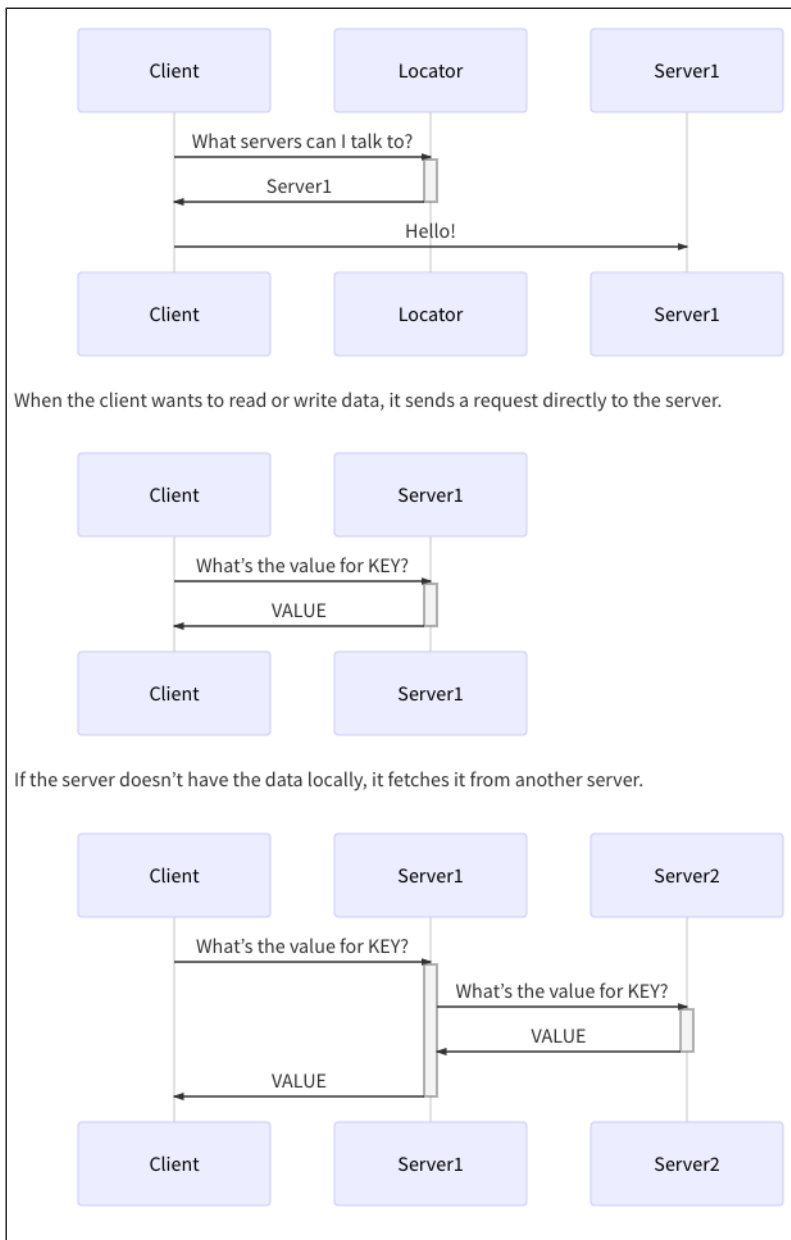 Client Locator Server1
What servers can I talk to?
Server1
Hello!
Client Locator Server1
When the client wants to read or write data, it sends a request directly to the server.
Client Server1
What’s the value for KEY?
VALUE
Client Server1
If the server doesn’t have the data locally, it fetches it from another server.
Client Server1 Server2
What’s the value for KEY?
What’s the value for KEY?
VALUE
VALUE
Client Server1 Server2